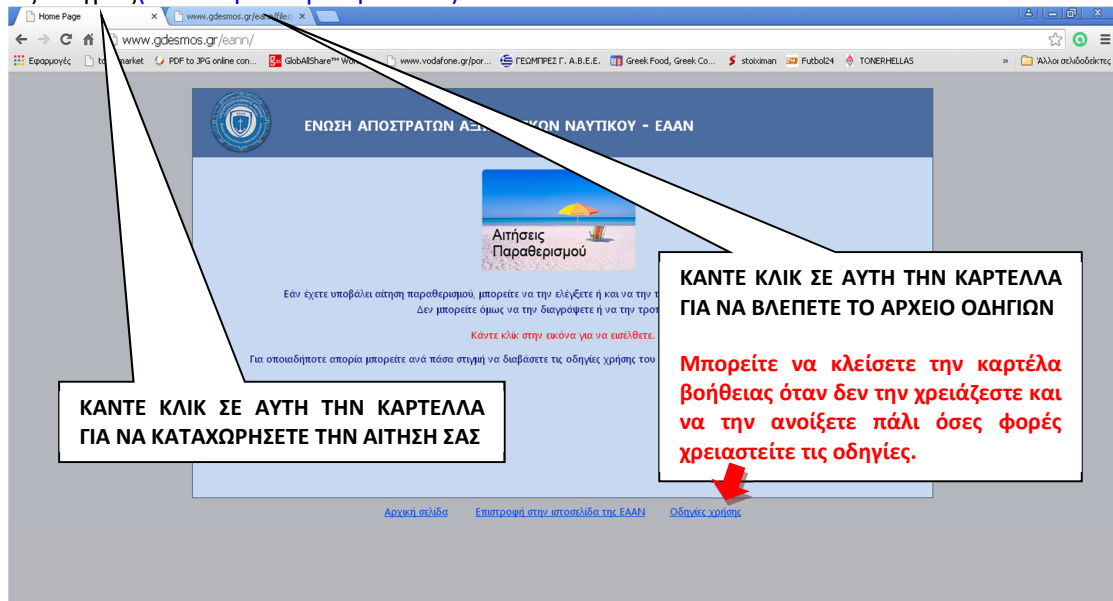 Home Page
www.gdesmos.gr/eann/files
www.gdesmos.gr/eann/
Εφαρμογές
market
PDF to JPG online con...
GlobAllShare™
www.vodafone.gr/por...
ΓΕΩΜΠΡΕΣ Γ. Α.Β.Ε.Ε.
Greek Food, Greek Co...
stoiximan
Futbol24
TONERHELLAS
»
Άλλοι σελιδοδείκτες
ΕΝΩΣΗ ΑΠΟΣΤΡΑΤΩΝ ΝΑΥΤΙΚΟΥ - ΕΑΑΝ
Αιτήσεις
Παραθερισμού
Εάν έχετε υποβάλει αίτηση παραθερισμού, μπορείτε να την ελέγξετε ή και να την
Δεν μπορείτε όμως να την διαγράψετε ή να την
Κάντε κλίκ στην εικόνα για να εισέλθετε.
Για οποιαδήποτε απορία μπορείτε ανά πάσα στιγμή να διαβάσετε τις οδηγίες χρήσης του
ΚΑΝΤΕ ΚΛΙΚ ΣΕ ΑΥΤΗ ΤΗΝ ΚΑΡΤΕΛΛΑ
ΓΙΑ ΝΑ ΒΛΕΠΕΤΕ ΤΟ ΑΡΧΕΙΟ ΟΔΗΓΙΩΝ
Μπορείτε να κλείσετε την καρτέλα
βοήθειας όταν δεν την χρειάζεστε και
να την ανοίξετε πάλι όσες φορές
χρειαστείτε τις οδηγίες.
ΚΑΝΤΕ ΚΛΙΚ ΣΕ ΑΥΤΗ ΤΗΝ ΚΑΡΤΕΛΛΑ
ΓΙΑ ΝΑ ΚΑΤΑΧΩΡΗΣΕΤΕ ΤΗΝ ΑΙΤΗΣΗ ΣΑΣ
Αρχική σελίδα
Επιστροφή στην ιστοσελίδα της ΕΑΑΝ
Οδηγίες χρήσης